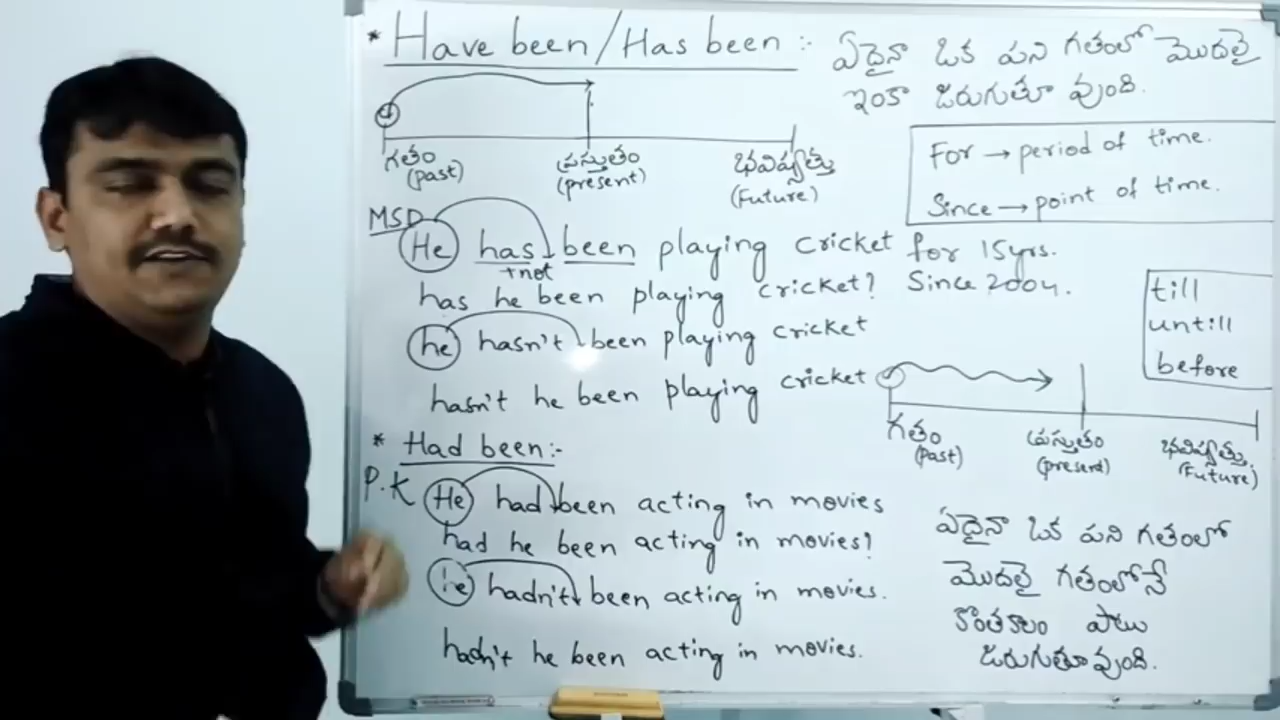 * Have been / Has been :-
ఏదైనా ఒక పని గతంలో మొదలై
ఇంకా జరుగుతూ వుంది.
గతం
(past)
ప్రస్తుతం
(present)
భవిష్యత్తు
(Future)
For → period of time.
Since → point of time.
MSD
He has been playing cricket for 15yrs.
+not
has he been playing cricket? Since 2004.
he hasn't been playing cricket
hasn't he been playing cricket
till
untill
before
గతం
(past)
ప్రస్తుతం
(present)
భవిష్యత్తు
(Future)
* Had been:-
P.K He had been acting in movies
had he been acting in movies?
he hadn't been acting in movies.
hadn't he been acting in movies.
ఏదైనా ఒక పని గతంలో
మొదలై గతంలోనే
కొంతకాలం పాటు
జరుగుతూవుంది.